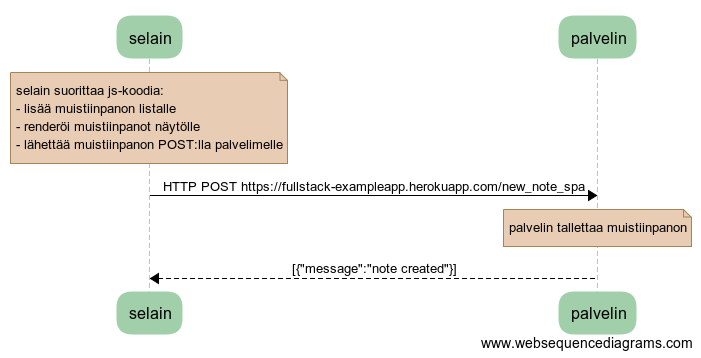 selain
palvelin
selain suorittaa js-koodia:
- lisää muistiinpanon listalle
- renderöi muistiinpanot näytölle
- lähettää muistiinpanon POST:lla palvelimelle
HTTP POST https://fullstack-exampleapp.herokuapp.com/new_note_spa
palvelin tallettaa muistiinpanon
[{"message":"note created"}]
selain
palvelin
www.websequencediagrams.com